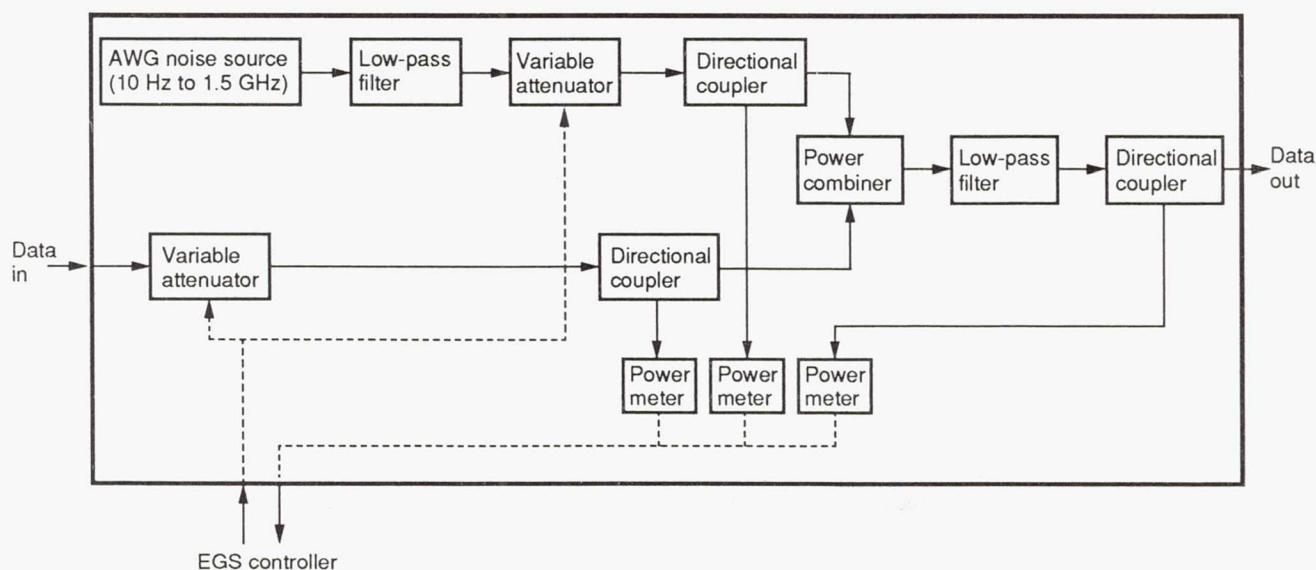 AWG noise source
(10 Hz to 1.5 GHz)
Low-pass
filter
Variable
attenuator
Directional
coupler
Power
combiner
Low-pass
filter
Directional
coupler
Data
out
Data
in
Variable
attenuator
Directional
coupler
Power
meter
Power
meter
Power
meter
EGS controller